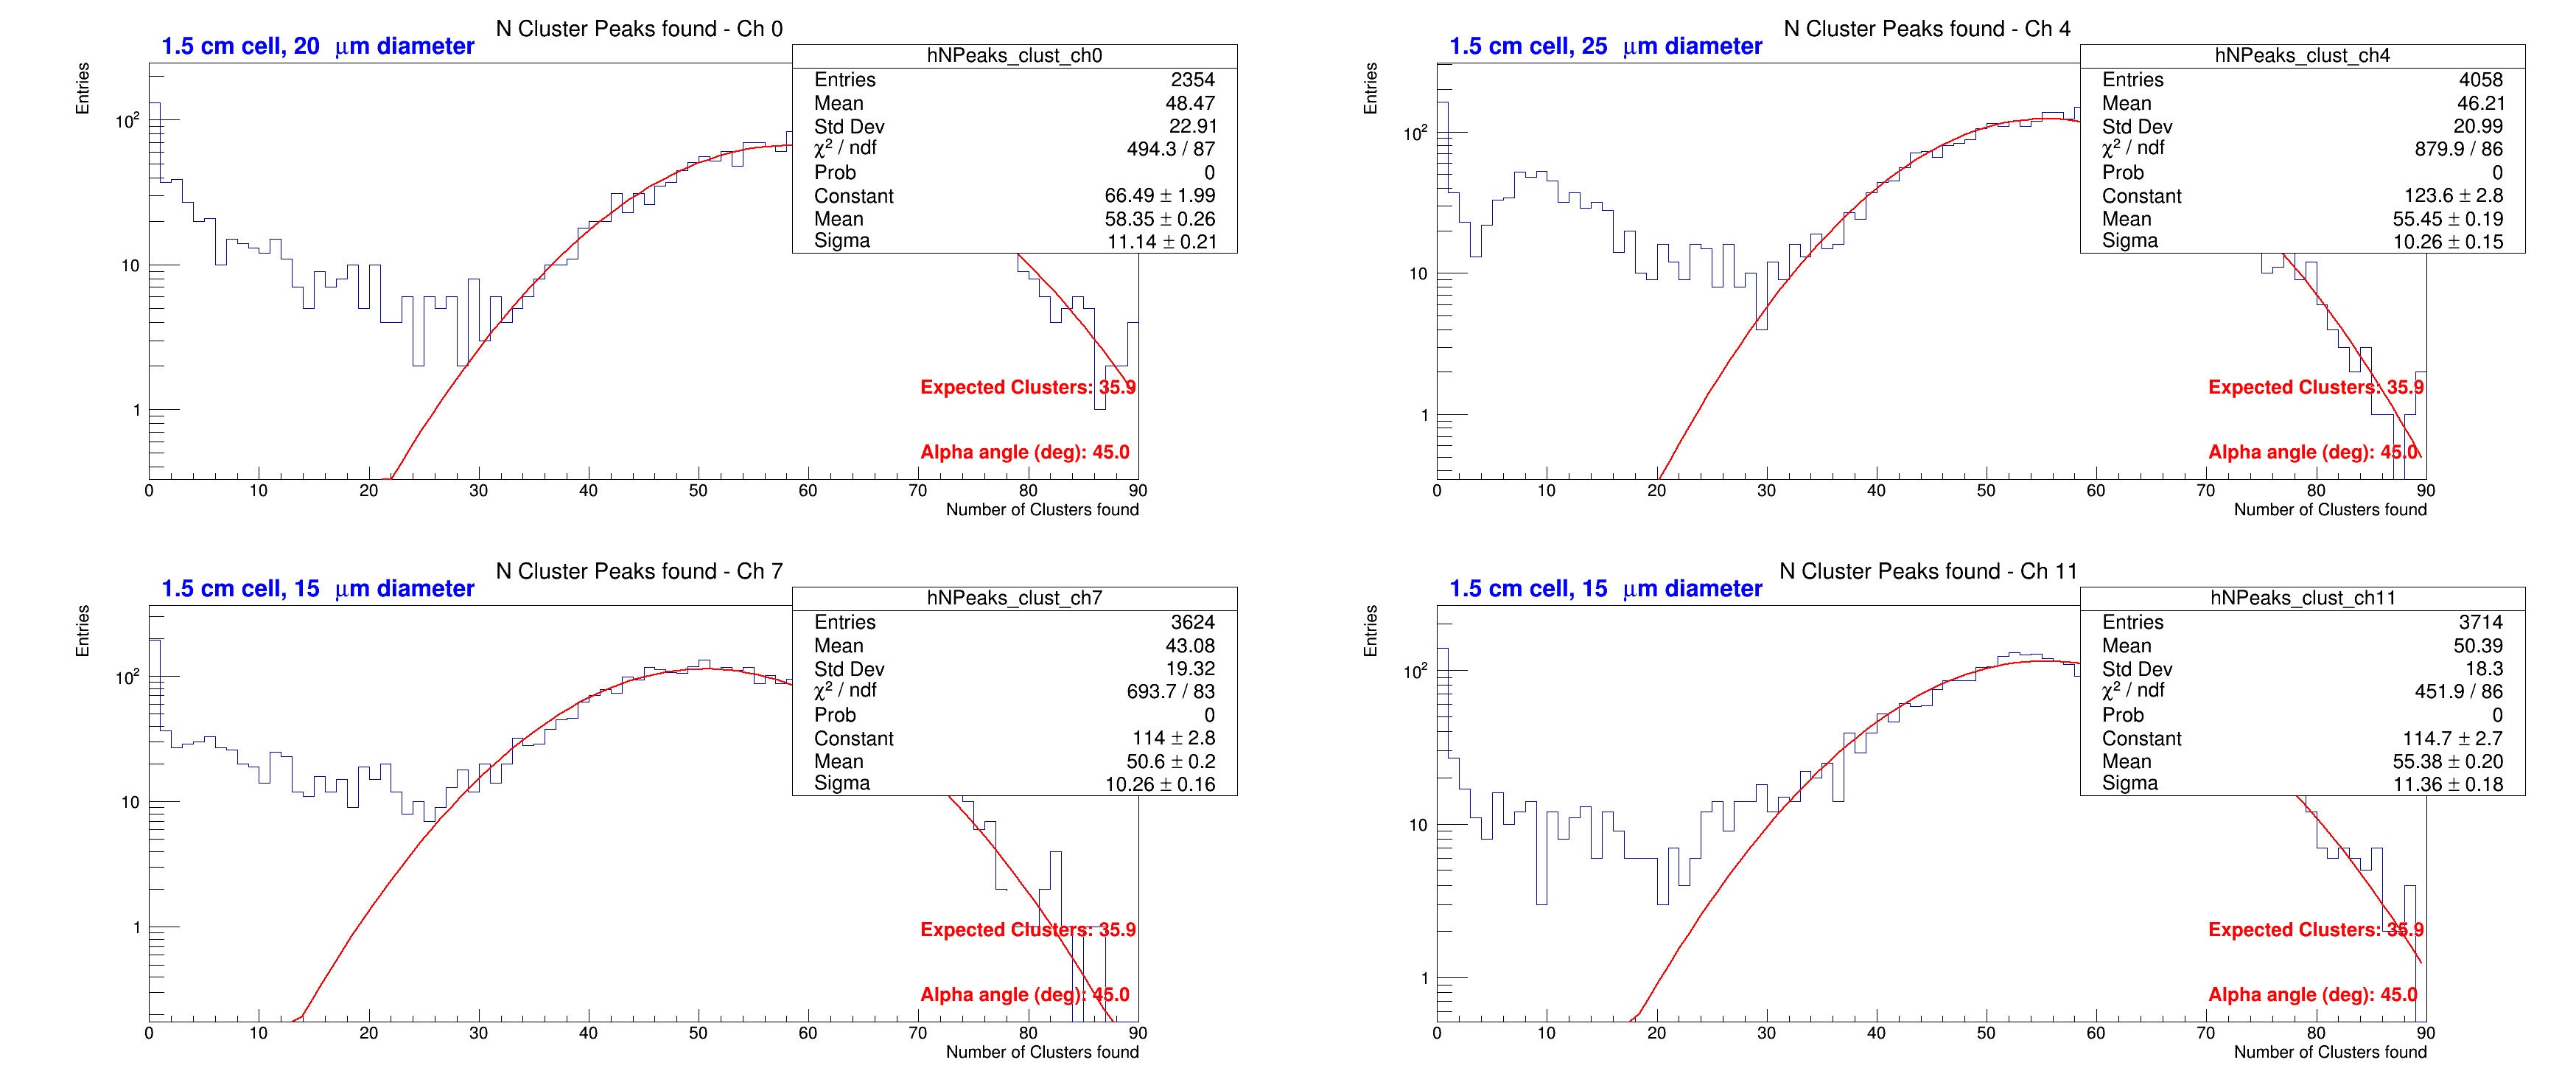 N Cluster Peaks found - Ch 0
1.5 cm cell, 20 μm diameter
Entries
hNPeaks_clust_ch0
Entries 2354
Mean 48.47
Std Dev 22.91
χ² / ndf 494.3 / 87
Prob 0
Constant 66.49 ± 1.99
Mean 58.35 ± 0.26
Sigma 11.14 ± 0.21
10²
10
1
Expected Clusters: 35.9
Alpha angle (deg): 45.0
0 10 20 30 40 50 60 70 80 90
Number of Clusters found
N Cluster Peaks found - Ch 4
1.5 cm cell, 25 μm diameter
Entries
hNPeaks_clust_ch4
Entries 4058
Mean 46.21
Std Dev 20.99
χ² / ndf 879.9 / 86
Prob 0
Constant 123.6 ± 2.8
Mean 55.45 ± 0.19
Sigma 10.26 ± 0.15
10²
10
1
Expected Clusters: 35.9
Alpha angle (deg): 45.0
0 10 20 30 40 50 60 70 80 90
Number of Clusters found
N Cluster Peaks found - Ch 7
1.5 cm cell, 15 μm diameter
Entries
hNPeaks_clust_ch7
Entries 3624
Mean 43.08
Std Dev 19.32
χ² / ndf 693.7 / 83
Prob 0
Constant 114 ± 2.8
Mean 50.6 ± 0.2
Sigma 10.26 ± 0.16
10²
10
1
Expected Clusters: 35.9
Alpha angle (deg): 45.0
0 10 20 30 40 50 60 70 80 90
Number of Clusters found
N Cluster Peaks found - Ch 11
1.5 cm cell, 15 μm diameter
Entries
hNPeaks_clust_ch11
Entries 3714
Mean 50.39
Std Dev 18.3
χ² / ndf 451.9 / 86
Prob 0
Constant 114.7 ± 2.7
Mean 55.38 ± 0.20
Sigma 11.36 ± 0.18
10²
10
1
Expected Clusters: 35.9
Alpha angle (deg): 45.0
0 10 20 30 40 50 60 70 80 90
Number of Clusters found